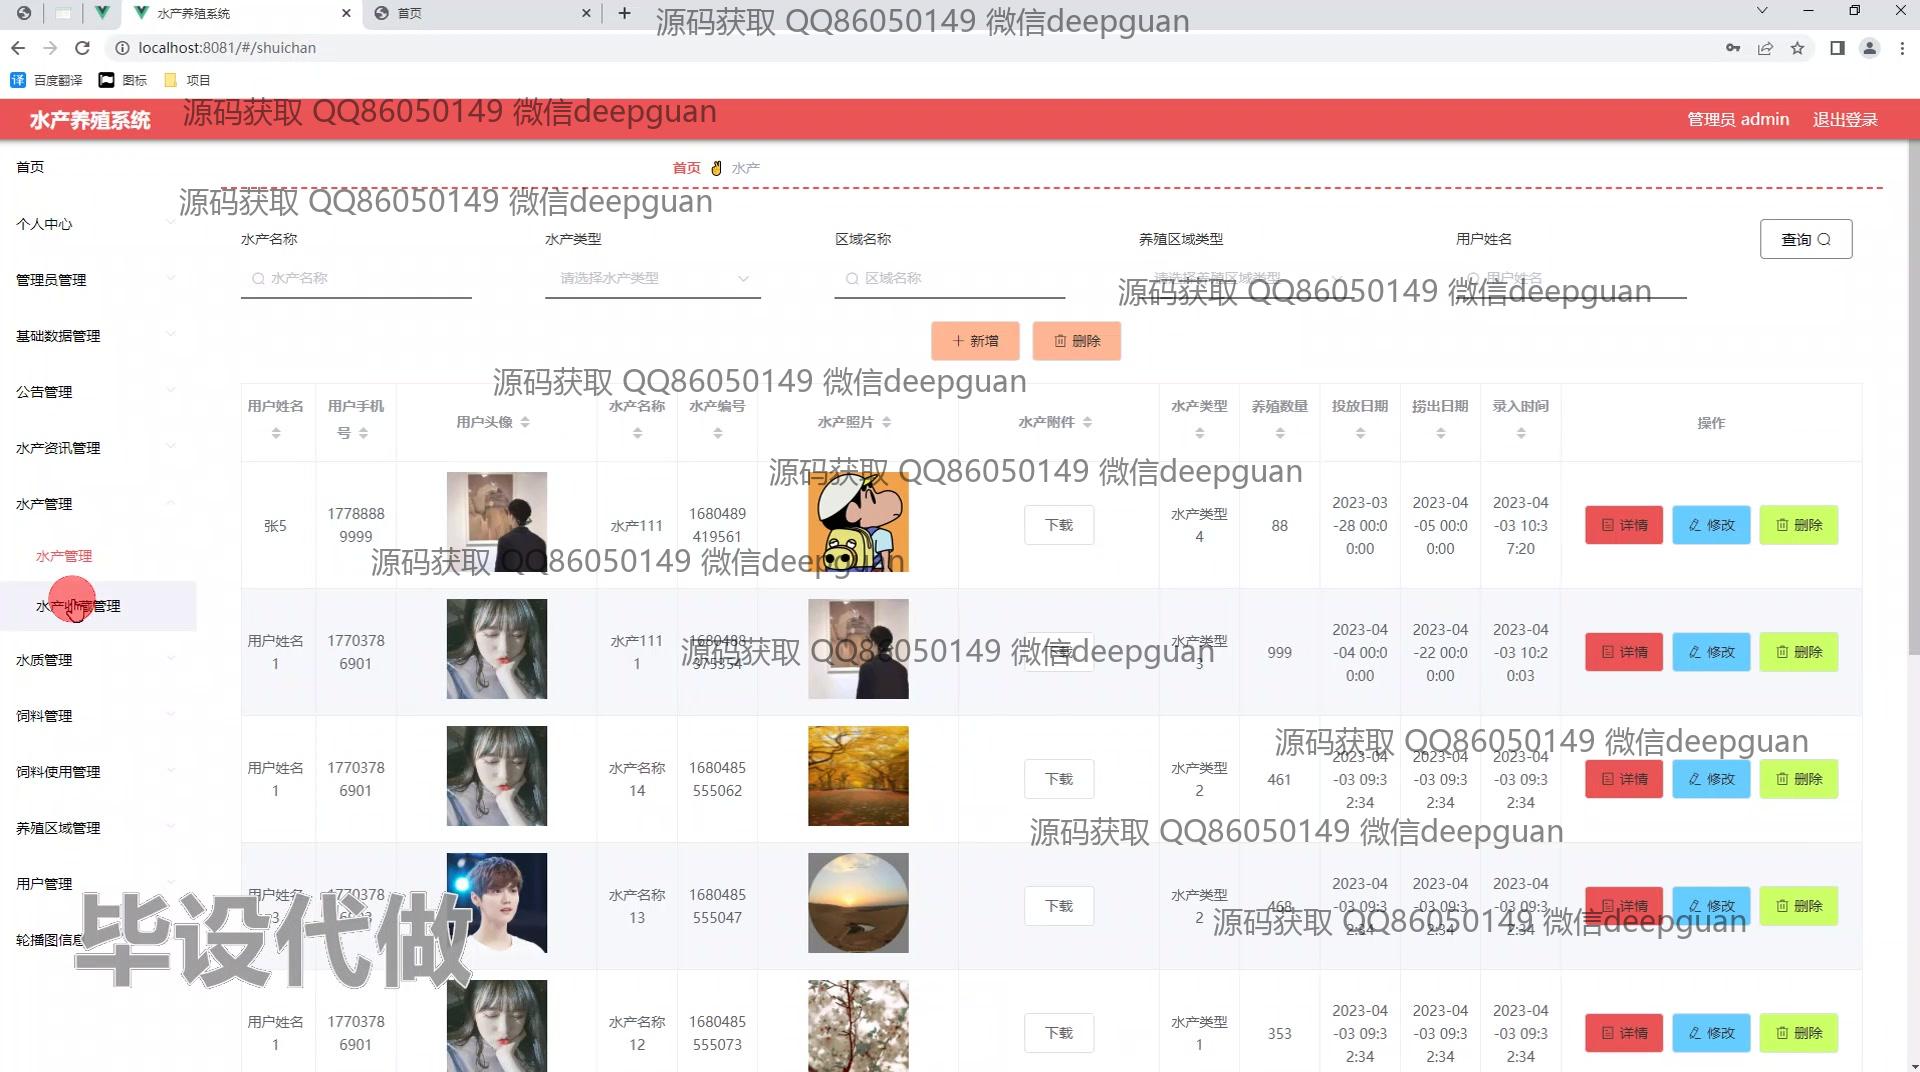 水产养殖系统
首页
源码获取 QQ86050149 微信deepguan
localhost:8081/#/shuichan
译 百度翻译 图标 项目
水产养殖系统
源码获取 QQ86050149 微信deepguan
管理员 admin 退出登录
首页
个人中心
管理员管理
基础数据管理
公告管理
水产资讯管理
水产管理
水产管理
水产收藏管理
水质管理
饲料管理
饲料使用管理
养殖区域管理
用户管理
轮播图信息
首页 水产
源码获取 QQ86050149 微信deepguan
水产名称 水产类型 区域名称 养殖区域类型 用户姓名 查询
水产名称 请选择水产类型 区域名称 请选择养殖区域类型 用户姓名
源码获取 QQ86050149 微信deepguan
新增 删除
源码获取 QQ86050149 微信deepguan
用户姓名 用户手机号 用户头像 水产名称 水产编号 水产照片 水产附件 水产类型 养殖数量 投放日期 捞出日期 录入时间 操作
源码获取 QQ86050149 微信deepguan
张5 17788889999 水产111 1680489419561 下载 水产类型4 88 2023-03-28 00:00:00 2023-04-05 00:00:00 2023-04-03 10:37:20 详情 修改 删除
源码获取 QQ86050149 微信deepguan
用户姓名1 17703786901 水产1111 水产类型3 999 2023-04-04 00:00:00 2023-04-22 00:00:00 2023-04-03 10:20:03 详情 修改 删除
源码获取 QQ86050149 微信deepguan
用户姓名1 17703786901 水产名称14 1680485555062 下载 水产类型2 461 2023-04-03 09:32:34 2023-04-03 09:32:34 2023-04-03 09:32:34 详情 修改 删除
源码获取 QQ86050149 微信deepguan
源码获取 QQ86050149 微信deepguan
用户姓名3 水产名称13 1680485555047 下载 水产类型2 468 2023-04-03 09:32:34 2023-04-03 09:32:34 2023-04-03 09:32:34 详情 修改 删除
源码获取 QQ86050149 微信deepguan
毕设代做
用户姓名1 17703786901 水产名称12 1680485555073 下载 水产类型1 353 2023-04-03 09:32:34 2023-04-03 09:32:34 2023-04-03 09:32:34 详情 修改 删除